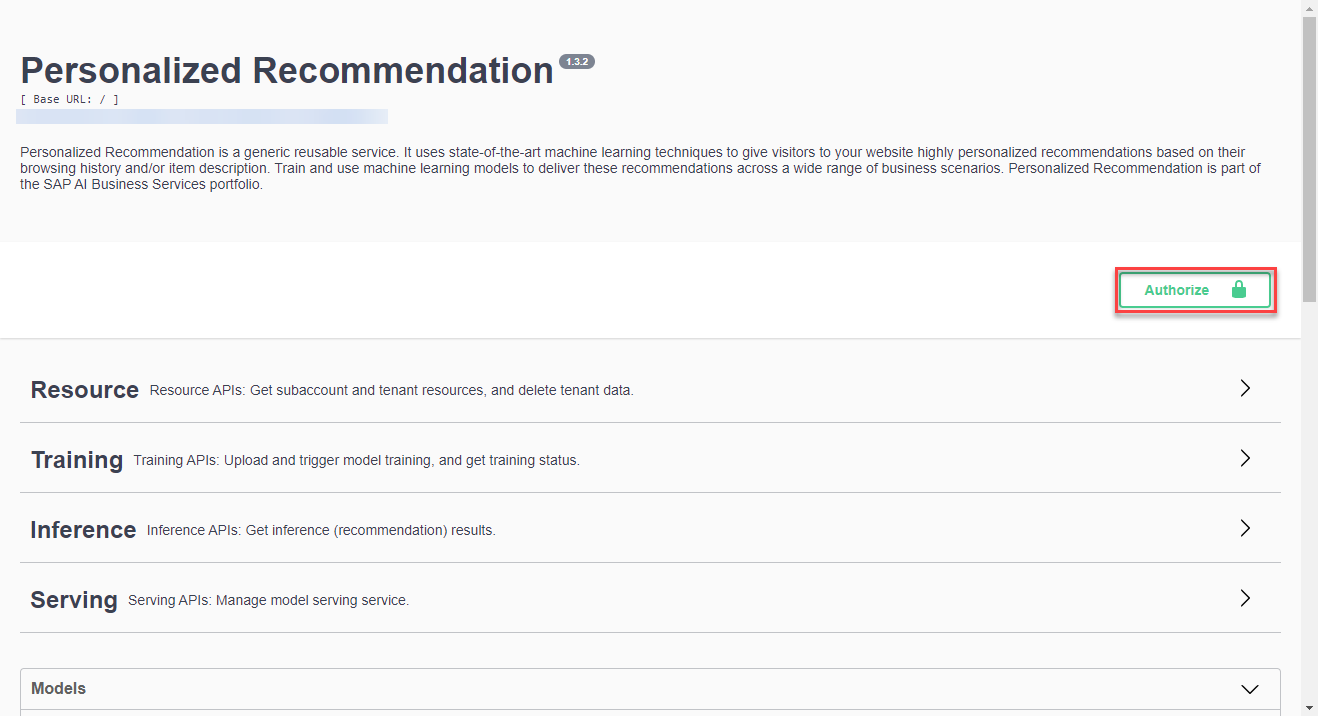 Personalized Recommendation 1.3.2
[ Base URL: / ]
Personalized Recommendation is a generic reusable service. It uses state-of-the-art machine learning techniques to give visitors to your website highly personalized recommendations based on their
browsing history and/or item description. Train and use machine learning models to deliver these recommendations across a wide range of business scenarios. Personalized Recommendation is part of
the SAP AI Business Services portfolio.
Authorize
Resource Resource APIs: Get subaccount and tenant resources, and delete tenant data.
Training Training APIs: Upload and trigger model training, and get training status.
Inference Inference APIs: Get inference (recommendation) results.
Serving Serving APIs: Manage model serving service.
Models